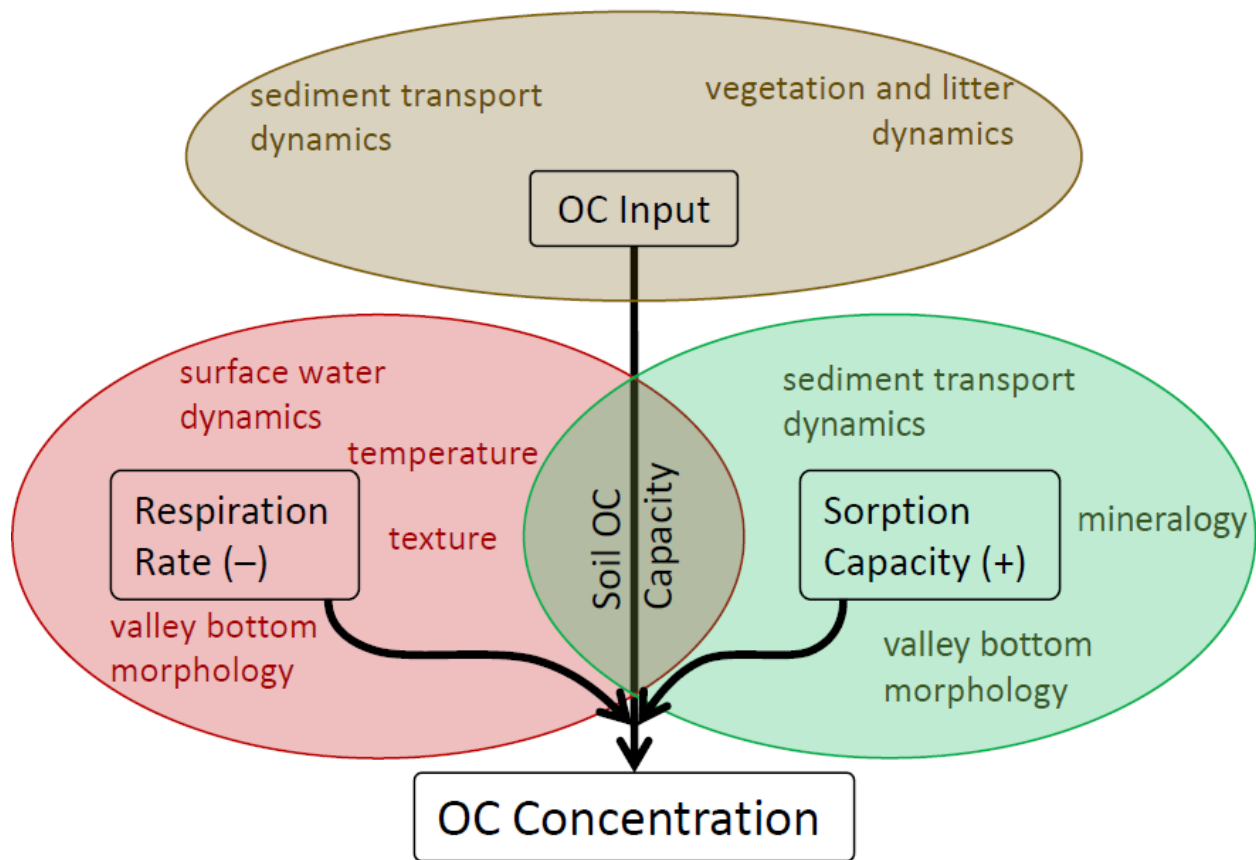 sediment transport
dynamics
vegetation and litter
dynamics
OC Input
surface water
dynamics
temperature
Respiration
Rate (–)
texture
valley bottom
morphology
Soil OC
Capacity
sediment transport
dynamics
Sorption
Capacity (+)
mineralogy
valley bottom
morphology
OC Concentration